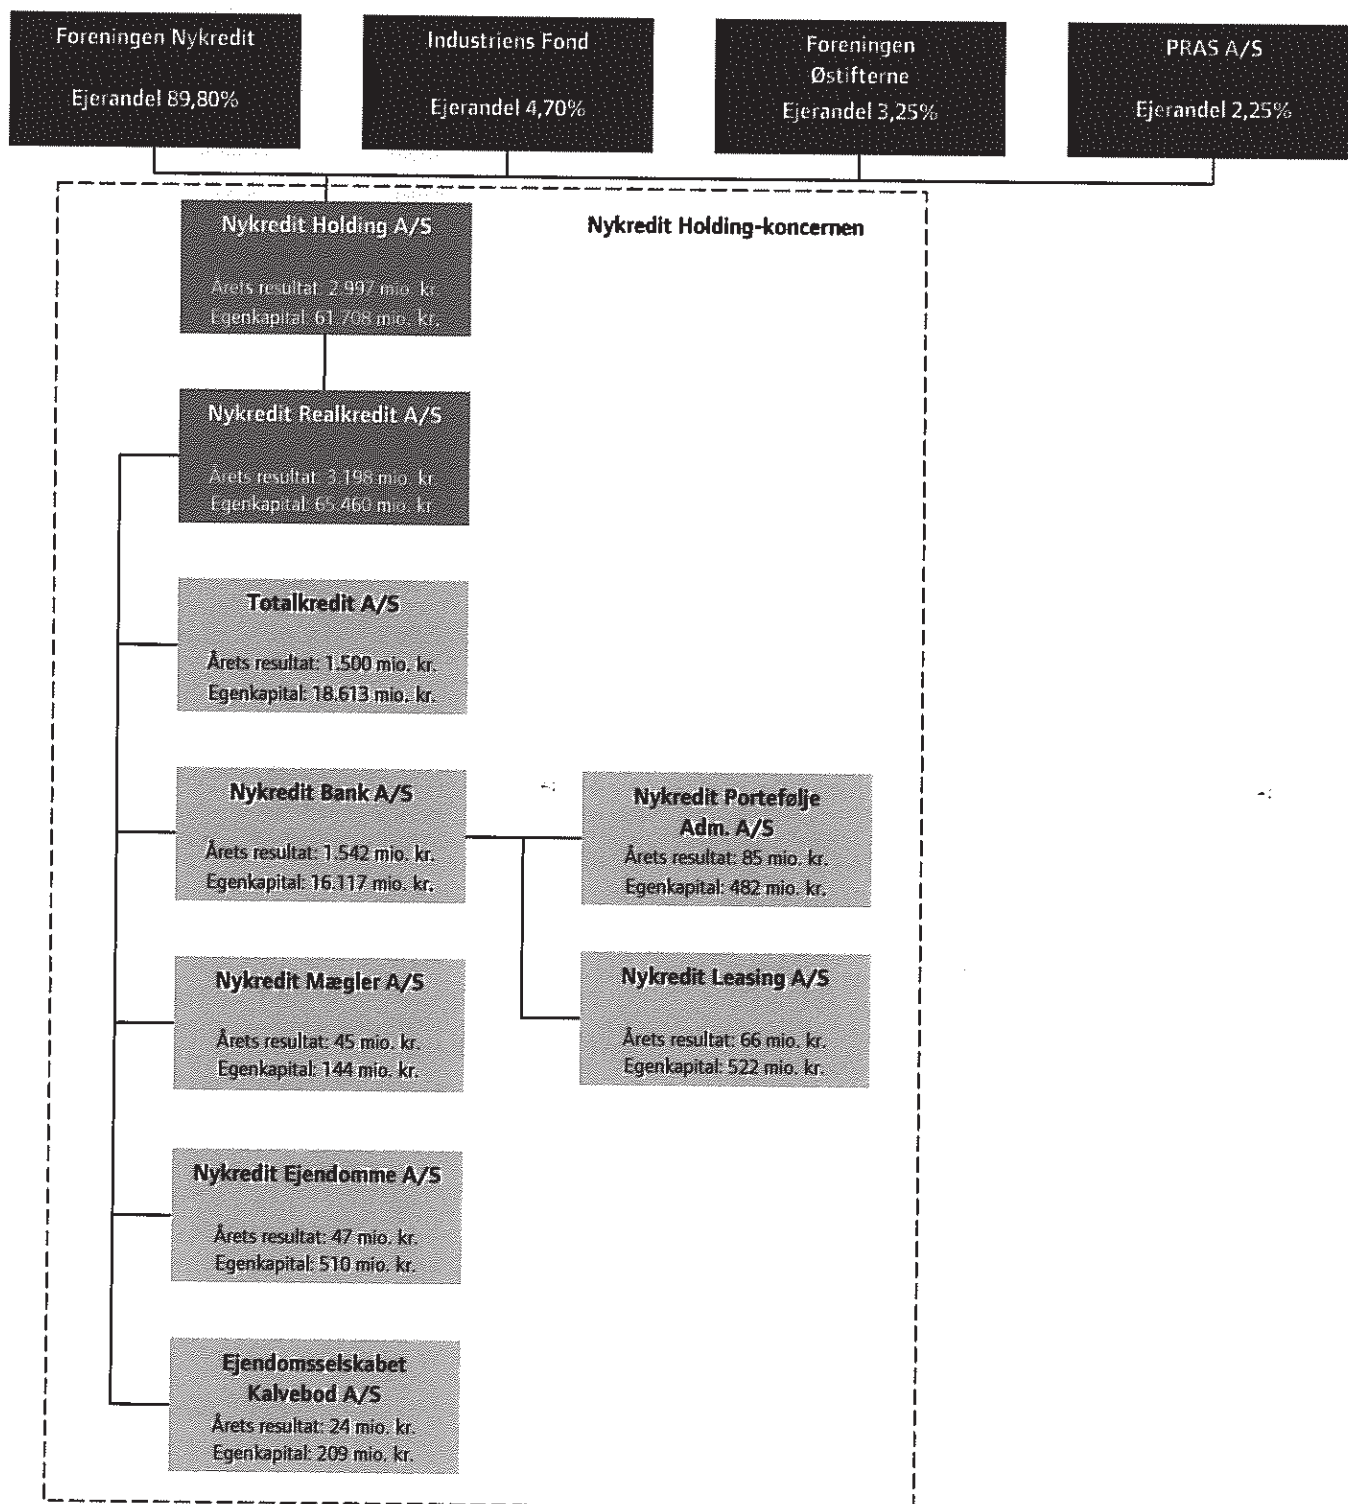 Foreningen Nykredit
Ejerandel 89,80%
Industriens Fond
Ejerandel 4,70%
Foreningen
Østifterne
Ejerandel 3,25%
PRAS A/S
Ejerandel 2,25%
Nykredit Holding-koncernen
Nykredit Holding A/S
Årets resultat: 2.997 mio. kr.
Egenkapital: 61.708 mio. kr.
Nykredit Realkredit A/S
Årets resultat: 3.198 mio. kr.
Egenkapital: 65.460 mio. kr.
Totalkredit A/S
Årets resultat: 1.500 mio. kr.
Egenkapital: 18.613 mio. kr.
Nykredit Bank A/S
Årets resultat: 1.542 mio. kr.
Egenkapital: 16.117 mio. kr.
Nykredit Portefølje
Adm. A/S
Årets resultat: 85 mio. kr.
Egenkapital: 482 mio. kr.
Nykredit Mægler A/S
Årets resultat: 45 mio. kr.
Egenkapital: 144 mio. kr.
Nykredit Leasing A/S
Årets resultat: 66 mio. kr.
Egenkapital: 522 mio. kr.
Nykredit Ejendomme A/S
Årets resultat: 47 mio. kr.
Egenkapital: 510 mio. kr.
Ejendomsselskabet
Kalvebod A/S
Årets resultat: 24 mio. kr.
Egenkapital: 209 mio. kr.